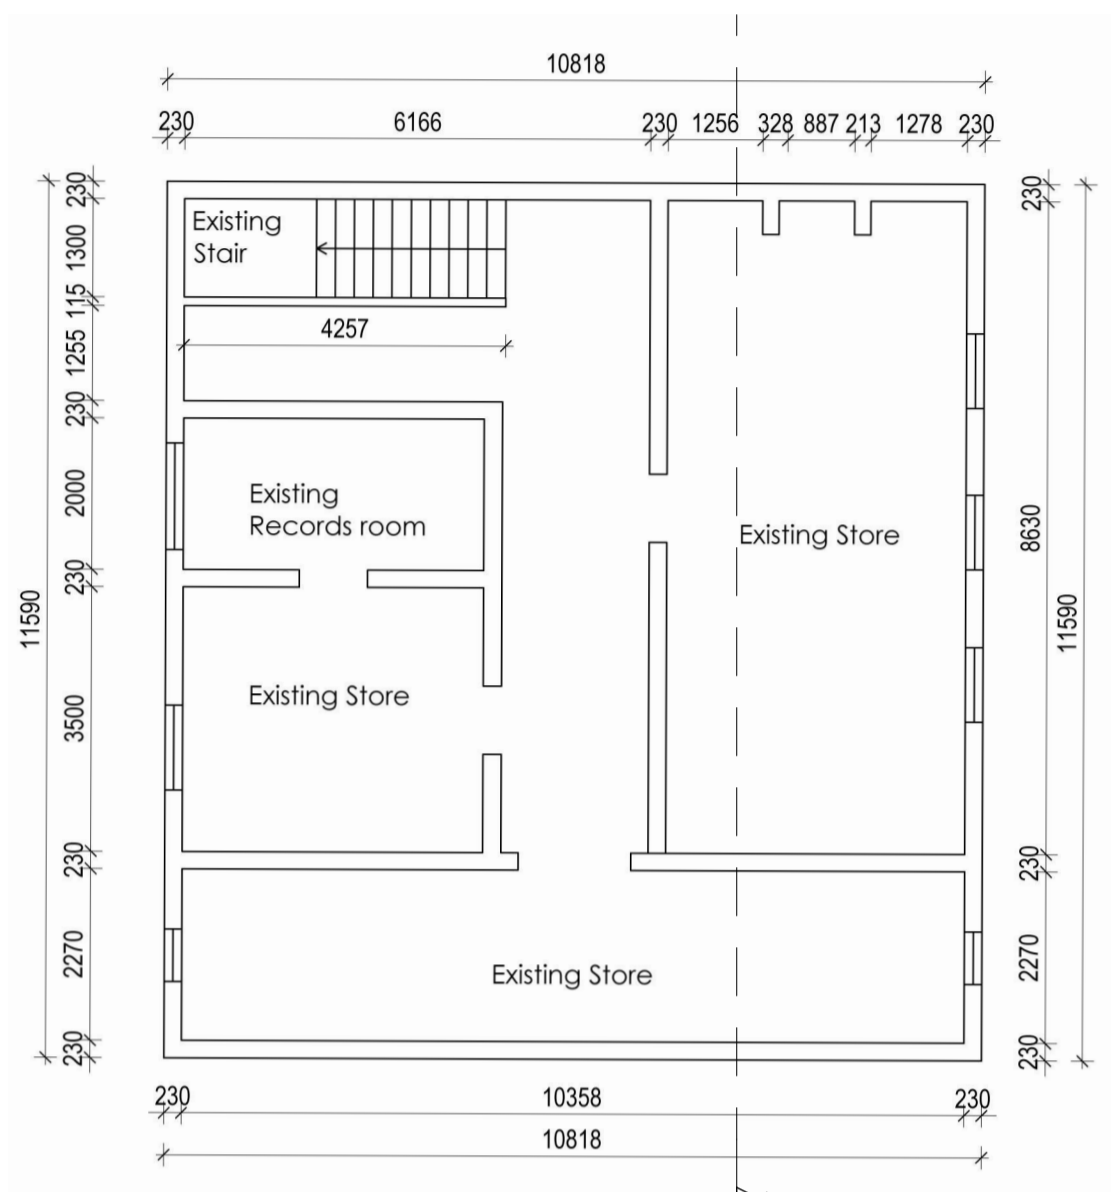 10818
230 6166 230 1256 328 887 213 1278 230
230
1300
115
1255
230
2000
230
3500
230
2270
230
11590
Existing
Stair
4257
Existing
Records room
Existing Store
Existing Store
Existing Store
230
8630
230
2270
230
11590
230 10358 230
10818